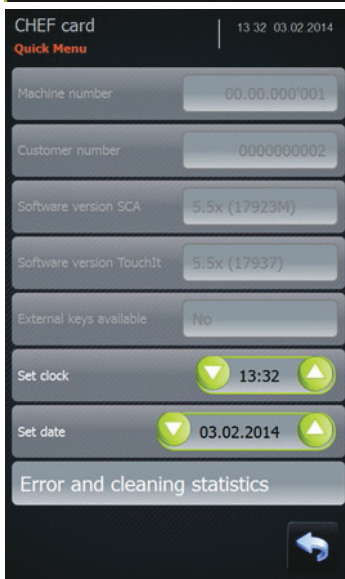 CHEF card
13 32 03.02.2014
Quick Menu
Machine number
00.00.000'001
Customer number
0000000002
Software version SCA
5.5x (17923M)
Software version TouchIt
5.5x (17937)
External keys available
No
Set clock
13:32
Set date
03.02.2014
Error and cleaning statistics